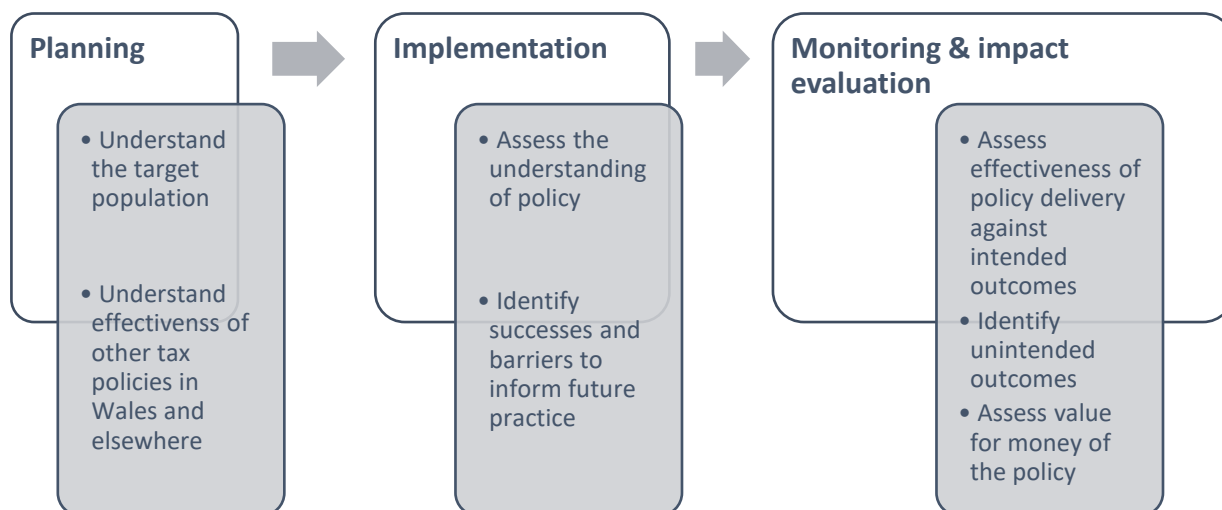 Planning
• Understand
the target
population
• Understand
effectivenss of
other tax
policies in
Wales and
elsewhere
Implementation
• Assess the
understanding
of policy
• Identify
successes and
barriers to
inform future
practice
Monitoring & impact
evaluation
• Assess
effectiveness of
policy delivery
against
intended
outcomes
• Identify
unintended
outcomes
• Assess value
for money of
the policy